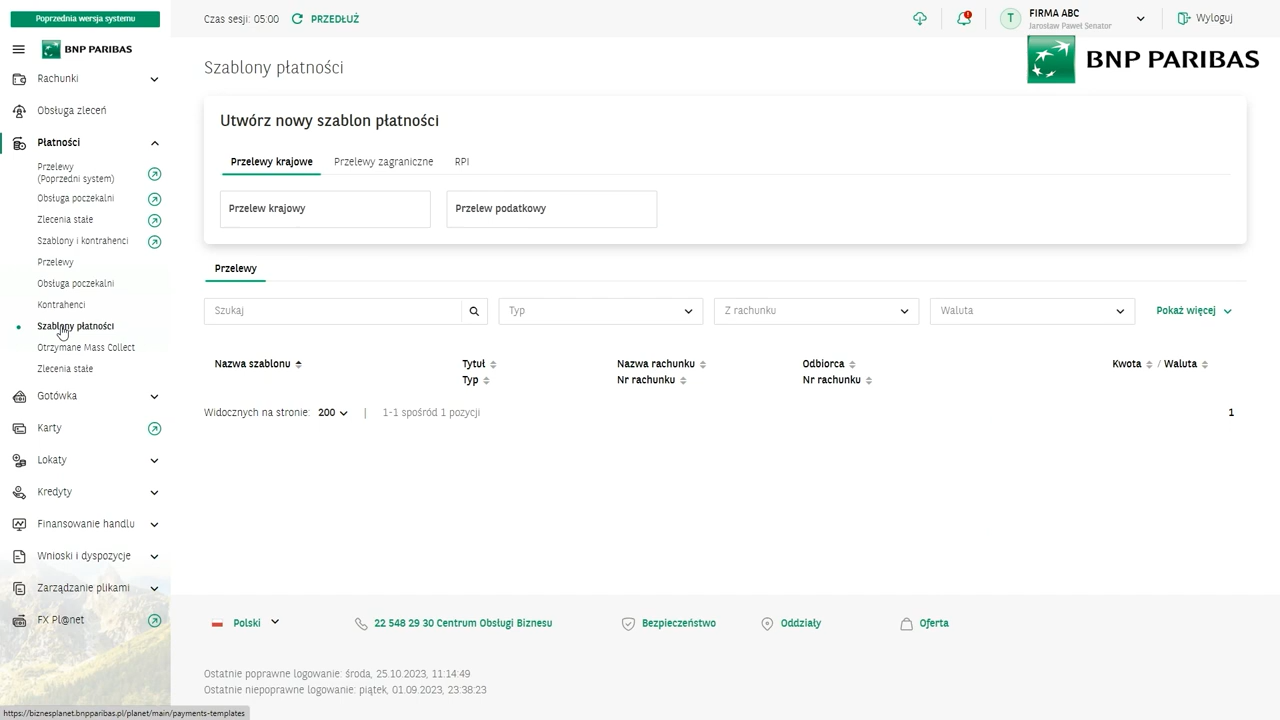 Poprzednia wersja systemu
Czas sesji: 05:00 PRZEDŁUŻ
T FIRMA ABC
Jarosław Paweł Senator
Wyloguj
BNP PARIBAS
BNP PARIBAS
Rachunki
Obsługa zleceń
Płatności
Przelewy
(Poprzedni system)
Obsługa poczekalni
Zlecenia stałe
Szablony i kontrahenci
Przelewy
Obsługa poczekalni
Kontrahenci
Szablony płatności
Otrzymane Mass Collect
Zlecenia stałe
Gotówka
Karty
Lokaty
Kredyty
Finansowanie handlu
Wnioski i dyspozycje
Zarządzanie plikami
FX Pl@net
Szablony płatności
Utwórz nowy szablon płatności
Przelewy krajowe Przelewy zagraniczne RPI
Przelew krajowy Przelew podatkowy
Przelewy
Szukaj Typ Z rachunku Waluta Pokaż więcej
Nazwa szablonu Tytuł Nazwa rachunku Odbiorca Kwota / Waluta
Typ Nr rachunku Nr rachunku
Widocznych na stronie: 200 | 1-1 spośród 1 pozycji 1
Polski 22 548 29 30 Centrum Obsługi Biznesu Bezpieczeństwo Oddziały Oferta
Ostatnie poprawne logowanie: środa, 25.10.2023, 11:14:49
Ostatnie niepoprawne logowanie: piątek, 01.09.2023, 23:38:23
https://biznesplanet.bnpparibas.pl/planet/main/payments-templates